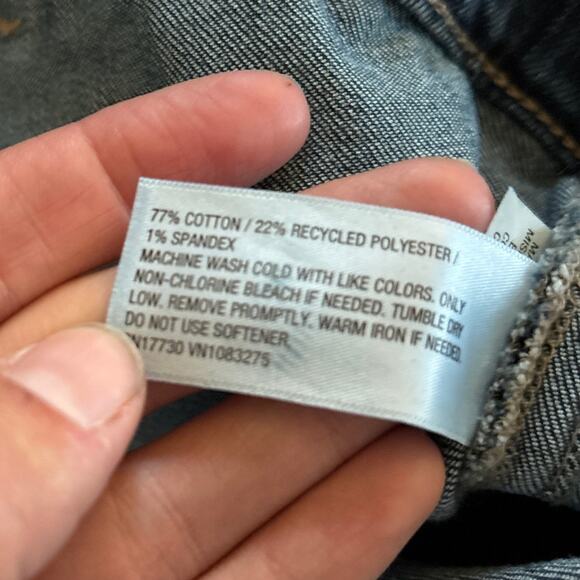 77% COTTON / 22% RECYCLED POLYESTER /
1% SPANDEX
MACHINE WASH COLD WITH LIKE COLORS. ONLY
NON-CHLORINE BLEACH IF NEEDED. TUMBLE DRY
LOW. REMOVE PROMPTLY. WARM IRON IF NEEDED.
DO NOT USE SOFTENER
N17730 VN1083275